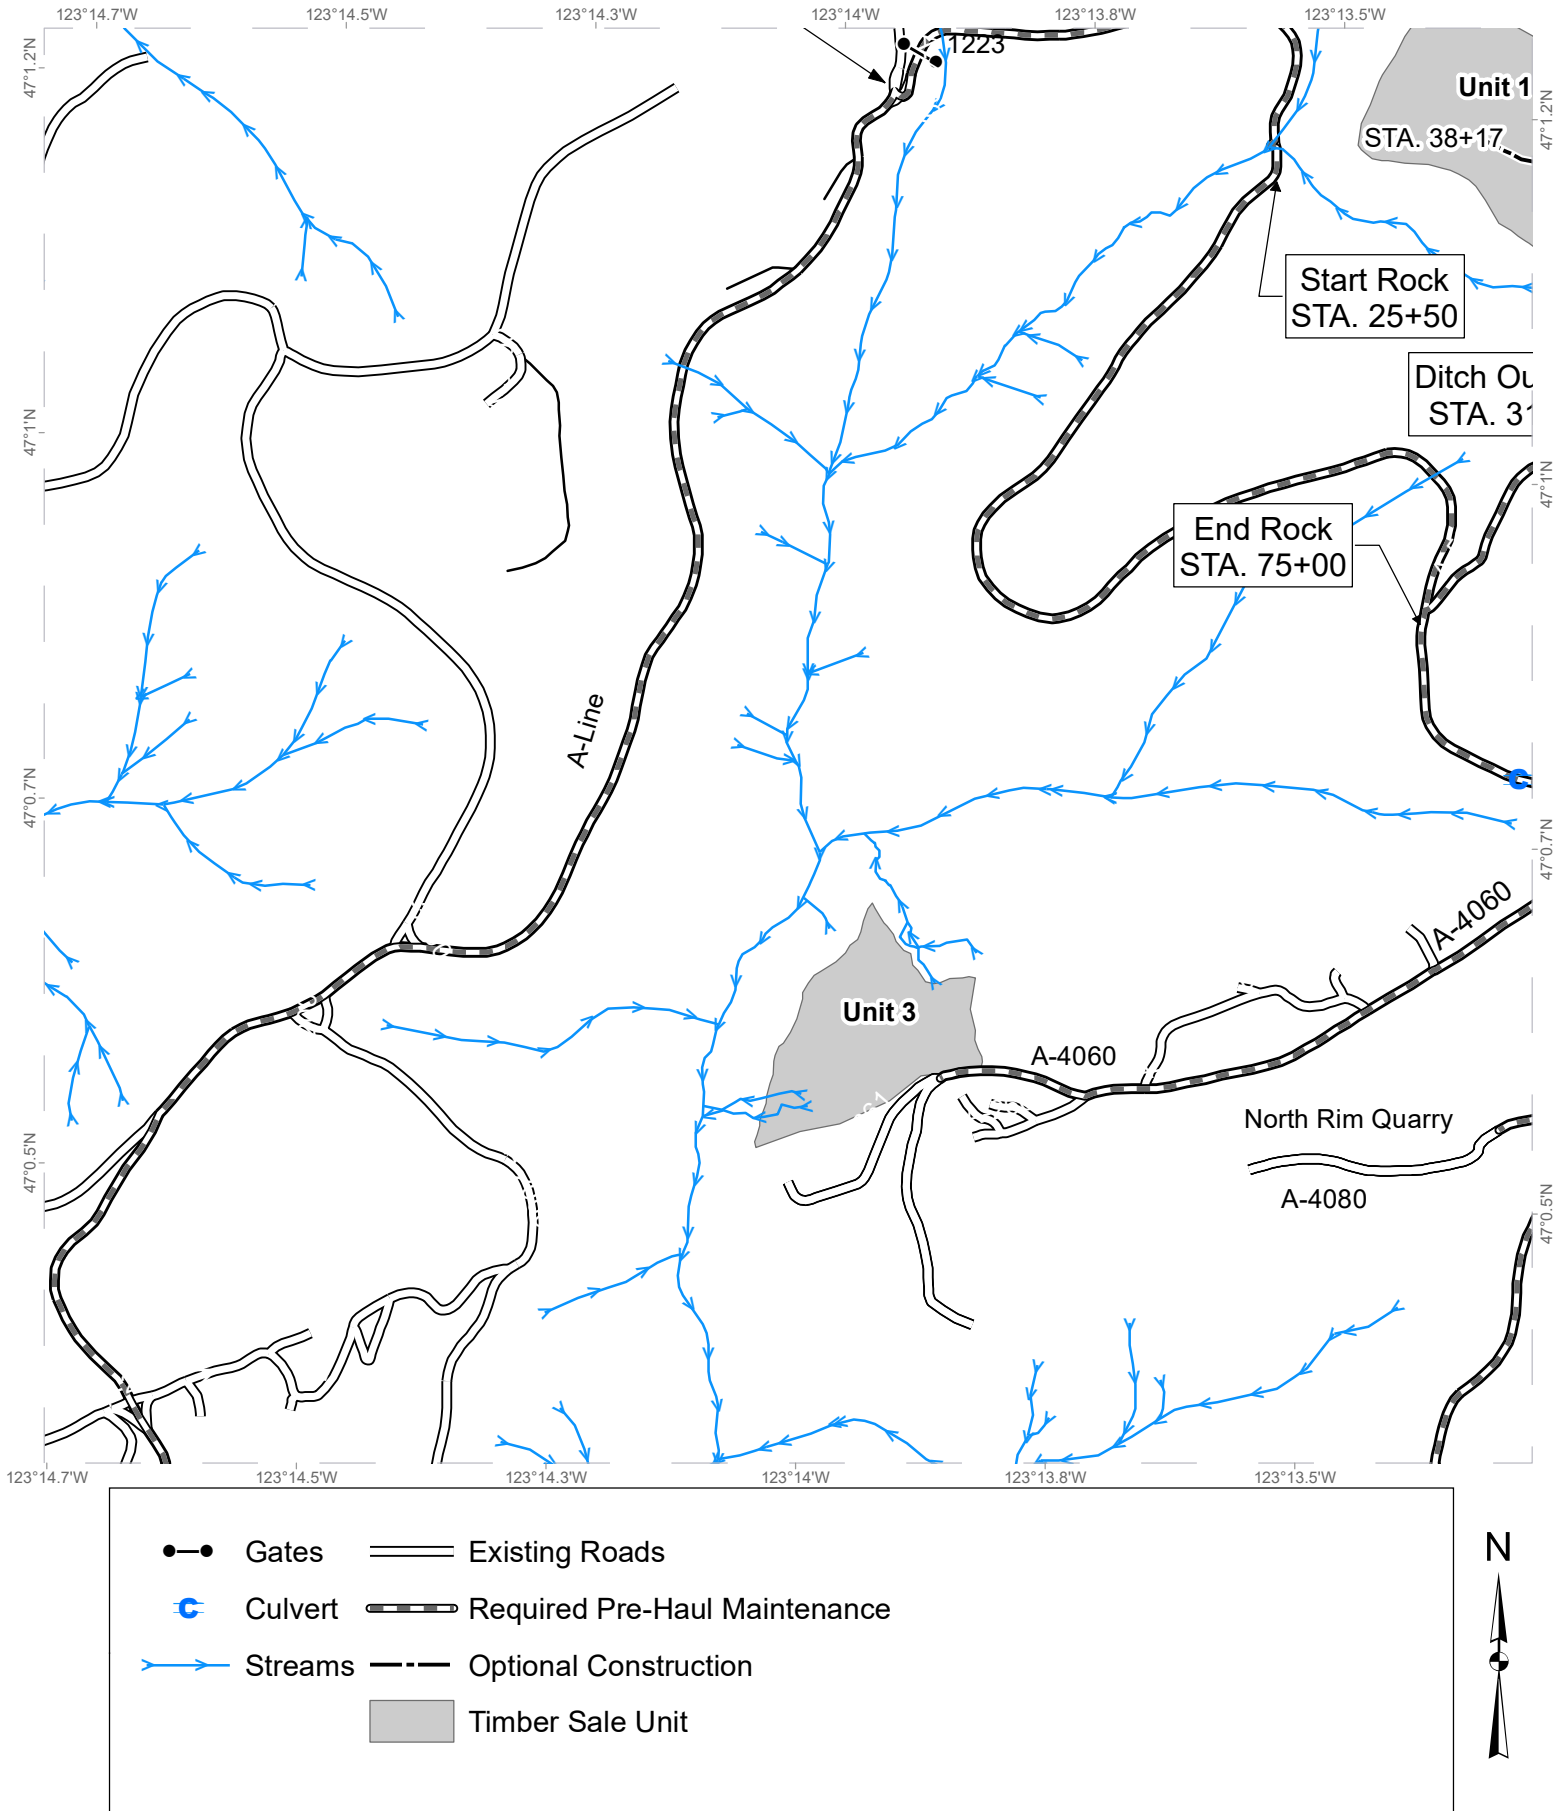 123°14.7'W 123°14.5'W 123°14.3'W 123°14'W 123°13.8'W 123°13.5'W
47°1.2'N
47°1.2'N
1223
Unit 1
STA. 38+17
Start Rock
STA. 25+50
Ditch Ou
STA. 31
47°1'N
47°1'N
End Rock
STA. 75+00
A-Line
47°0.7'N
47°0.7'N
A-4060
Unit 3
A-4060
North Rim Quarry
A-4080
47°0.5'N
47°0.5'N
123°14.7'W 123°14.5'W 123°14.3'W 123°14'W 123°13.8'W 123°13.5'W
Gates Existing Roads
C Culvert Required Pre-Haul Maintenance
Streams Optional Construction
Timber Sale Unit
N